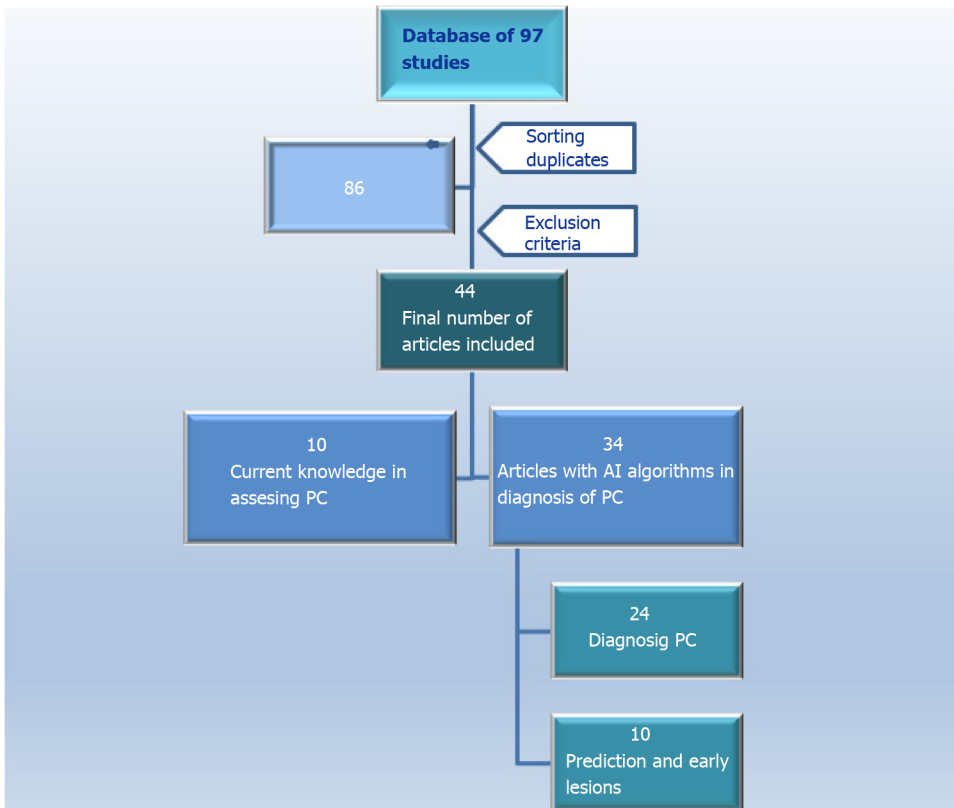 Database of 97
studies
Sorting
duplicates
86
Exclusion
criteria
44
Final number of
articles included
10
Current knowledge in
assesing PC
34
Articles with AI algorithms in
diagnosis of PC
24
Diagnosig PC
10
Prediction and early
lesions